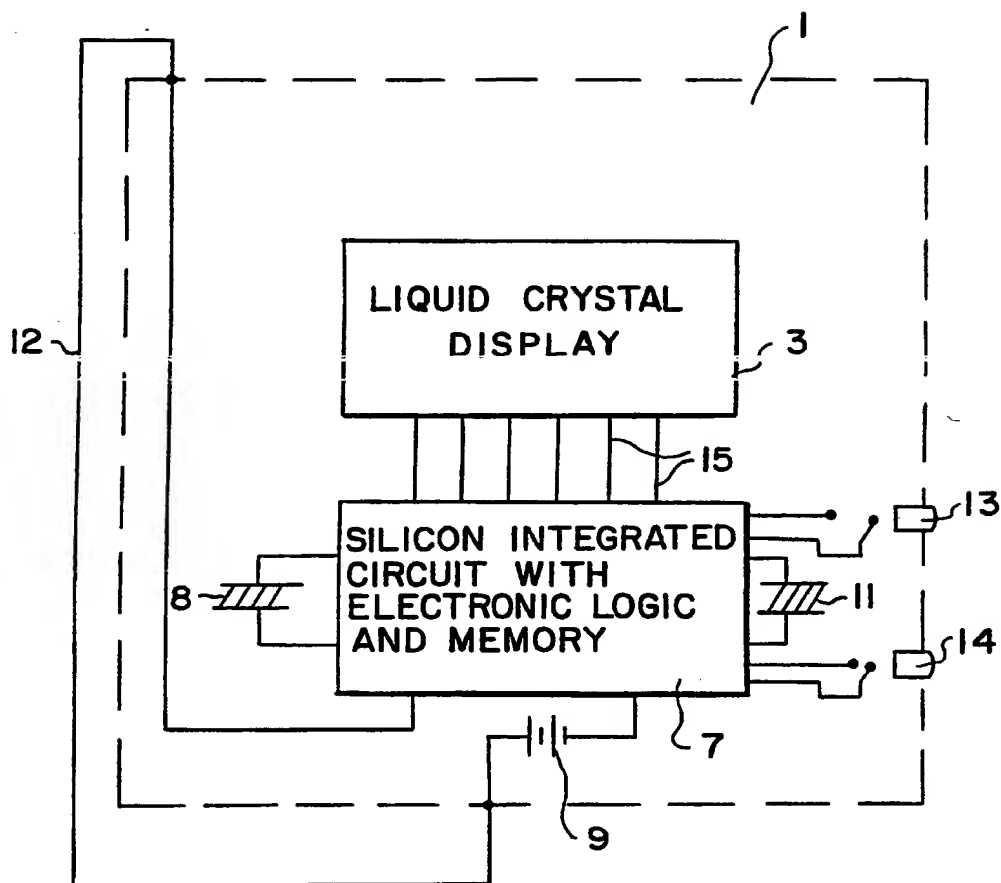 1
LIQUID CRYSTAL
DISPLAY
12
3
15
13
SILICON INTEGRATED
CIRCUIT WITH
ELECTRONIC LOGIC
AND MEMORY
8
11
14
7
9